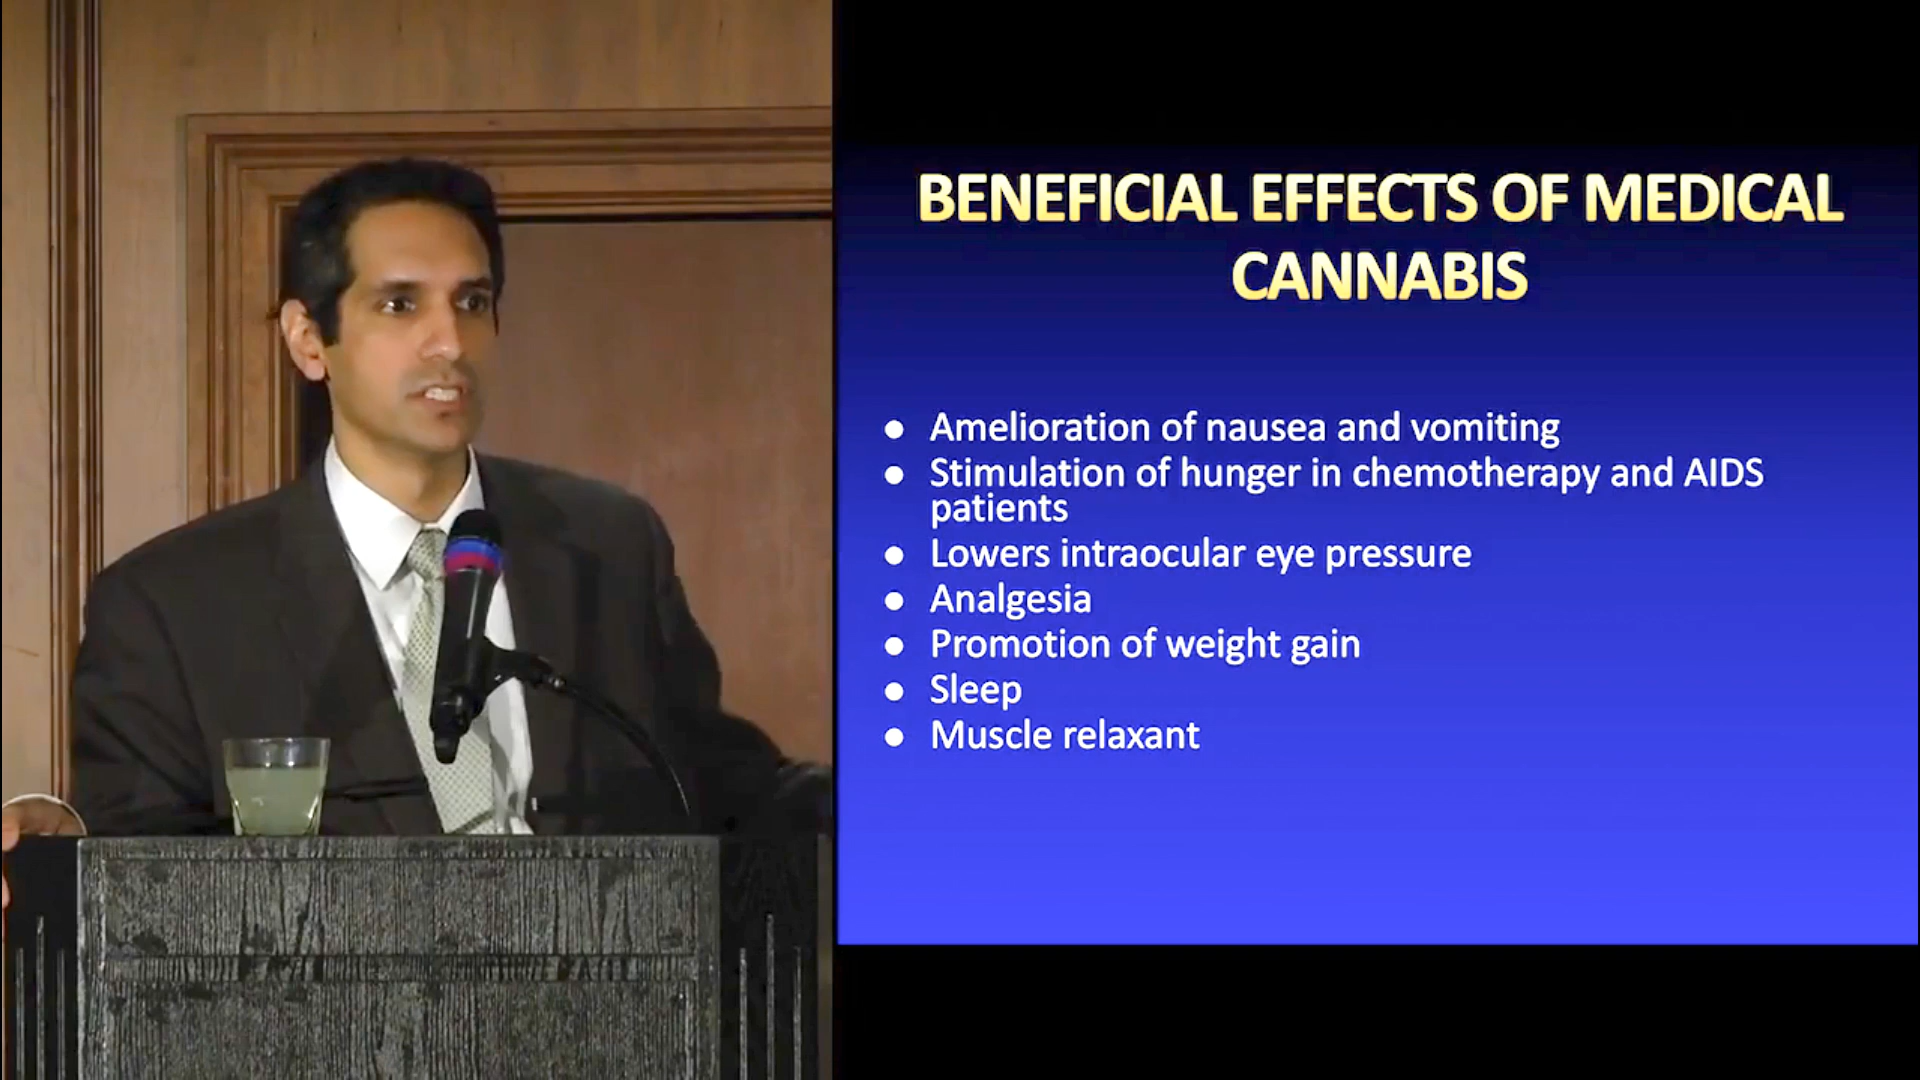 BENEFICIAL EFFECTS OF MEDICAL
CANNABIS
● Amelioration of nausea and vomiting
● Stimulation of hunger in chemotherapy and AIDS
patients
● Lowers intraocular eye pressure
● Analgesia
● Promotion of weight gain
● Sleep
● Muscle relaxant